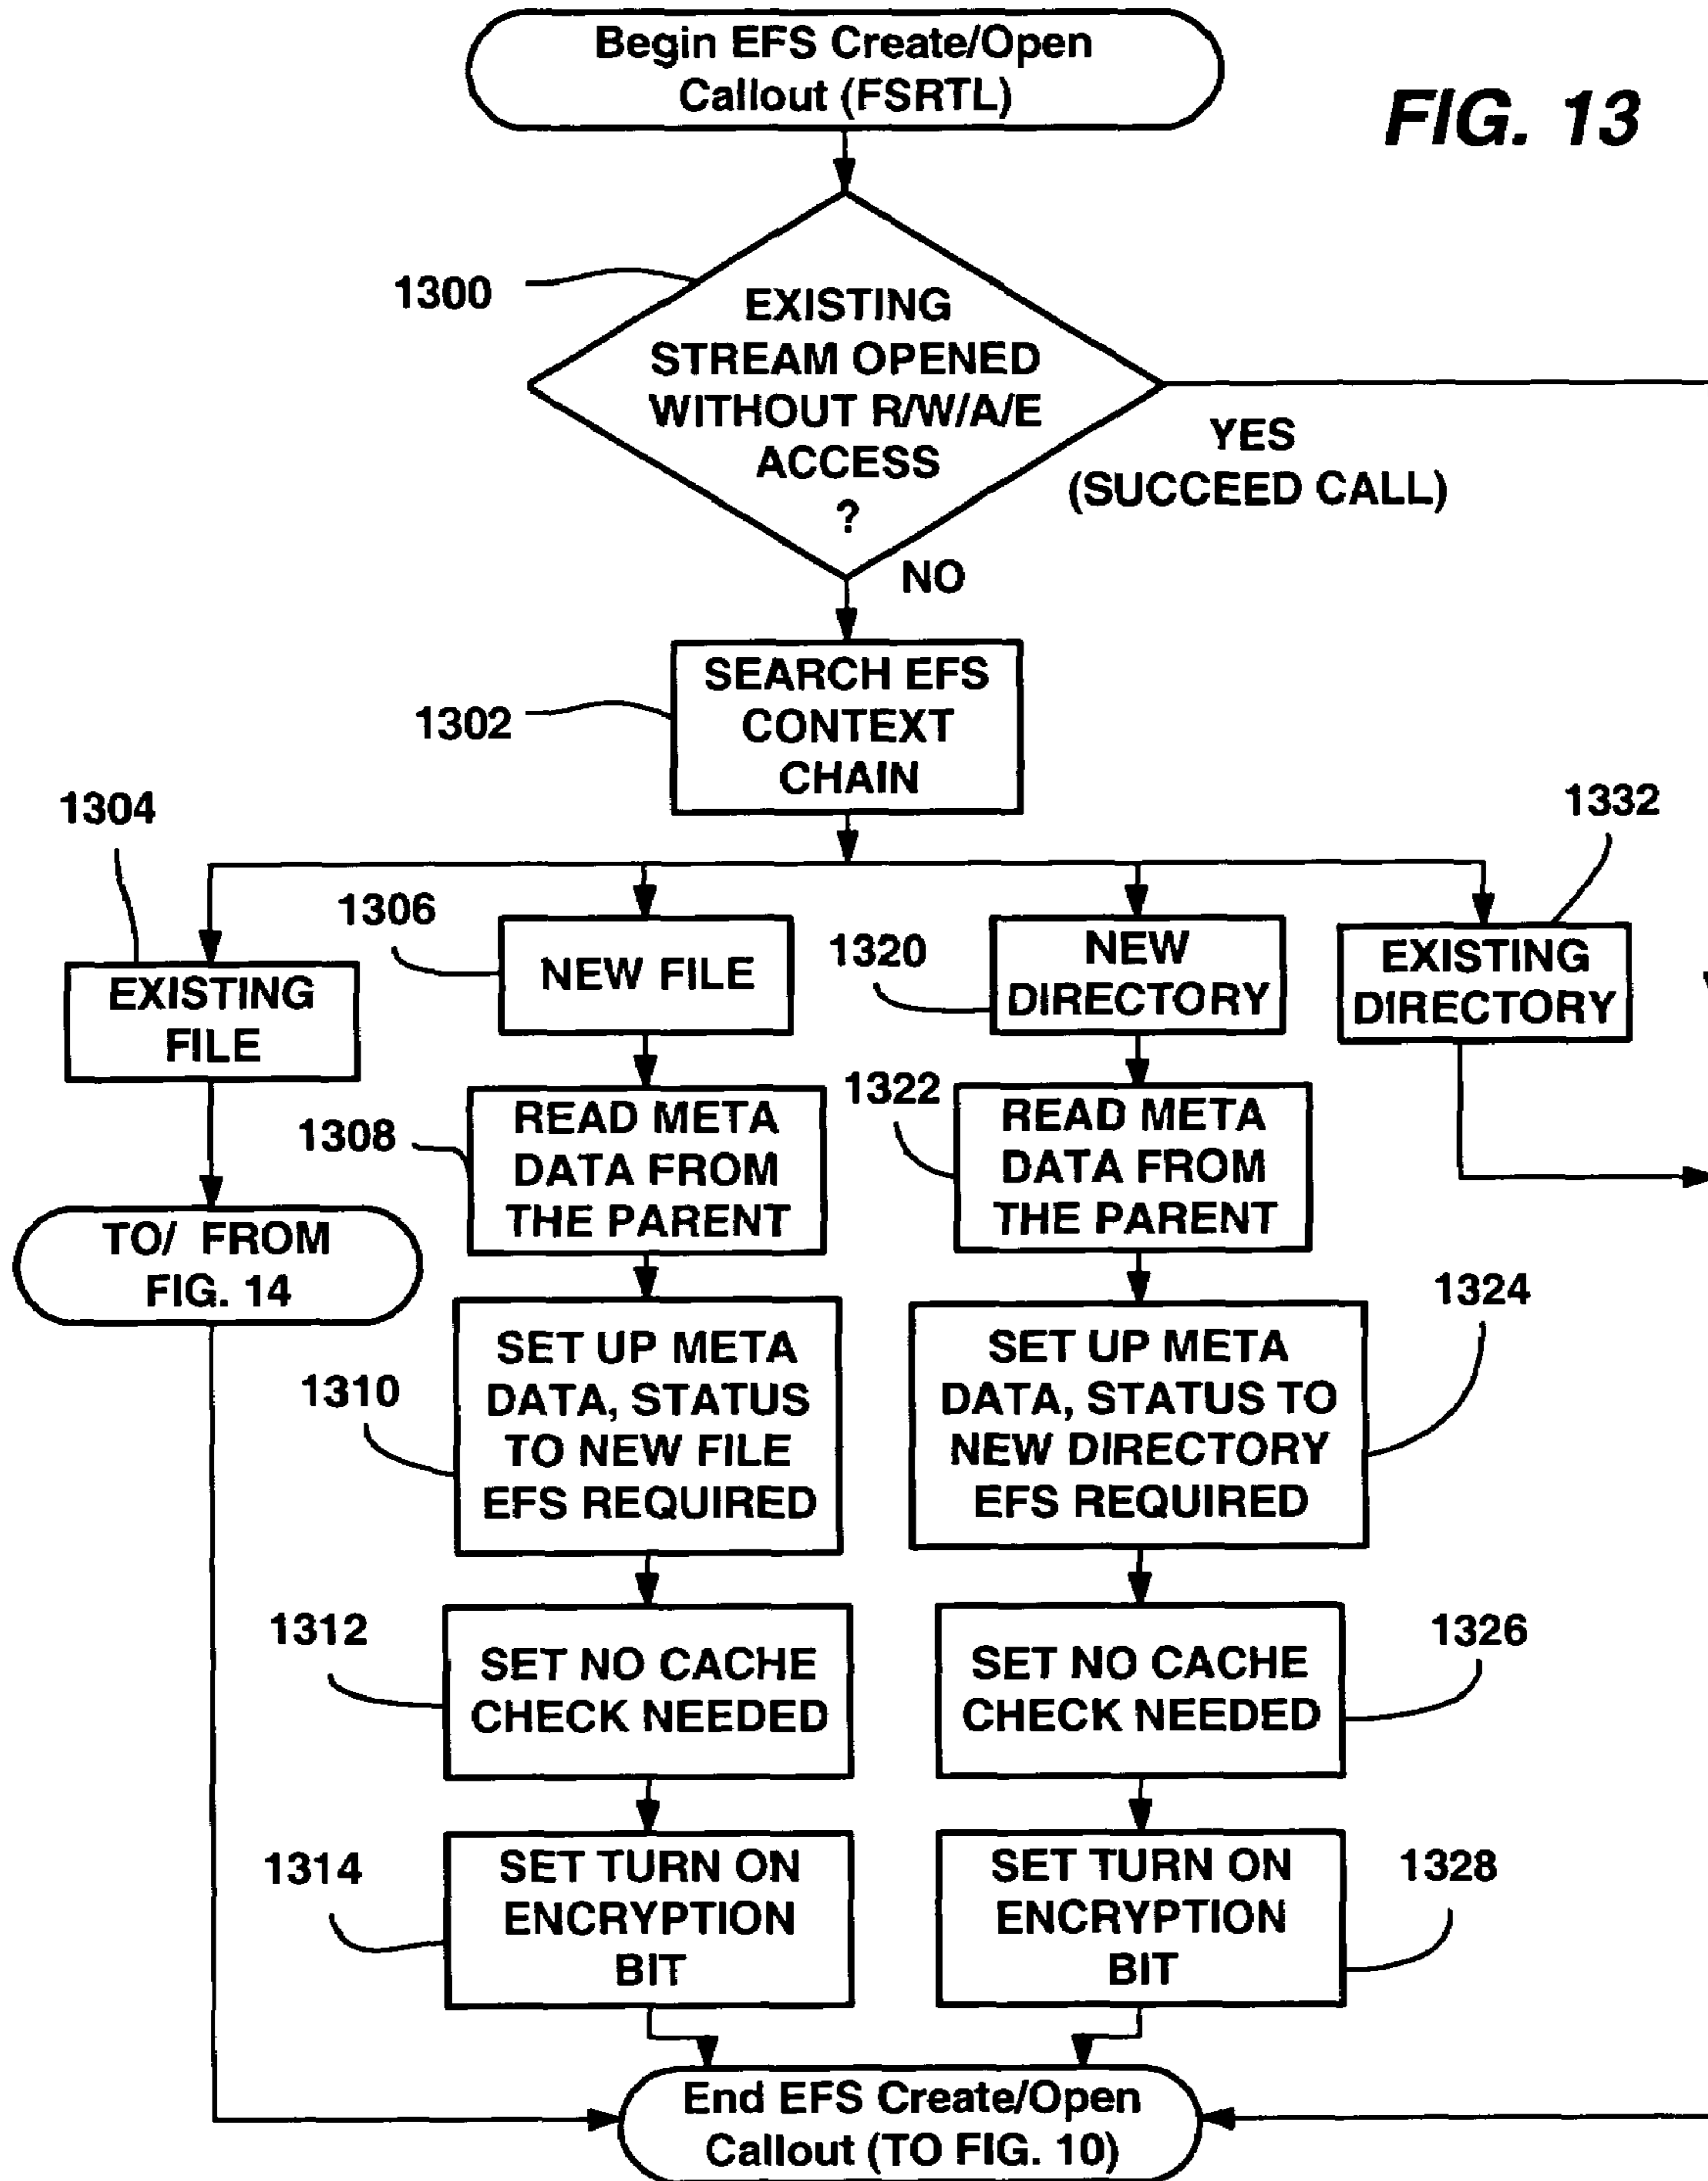 Begin EFS Create/Open
Callout (FSRTL)
FIG. 13
1300
EXISTING
STREAM OPENED
WITHOUT R/W/A/E
ACCESS
?
YES
(SUCCEED CALL)
NO
1302
SEARCH EFS
CONTEXT
CHAIN
1304
EXISTING
FILE
TO/ FROM
FIG. 14
1306
NEW FILE
1308
READ META
DATA FROM
THE PARENT
1310
SET UP META
DATA, STATUS
TO NEW FILE
EFS REQUIRED
1312
SET NO CACHE
CHECK NEEDED
1314
SET TURN ON
ENCRYPTION
BIT
1320
NEW
DIRECTORY
1322
READ META
DATA FROM
THE PARENT
1324
SET UP META
DATA, STATUS TO
NEW DIRECTORY
EFS REQUIRED
1326
SET NO CACHE
CHECK NEEDED
1328
SET TURN ON
ENCRYPTION
BIT
1332
EXISTING
DIRECTORY
End EFS Create/Open
Callout (TO FIG. 10)